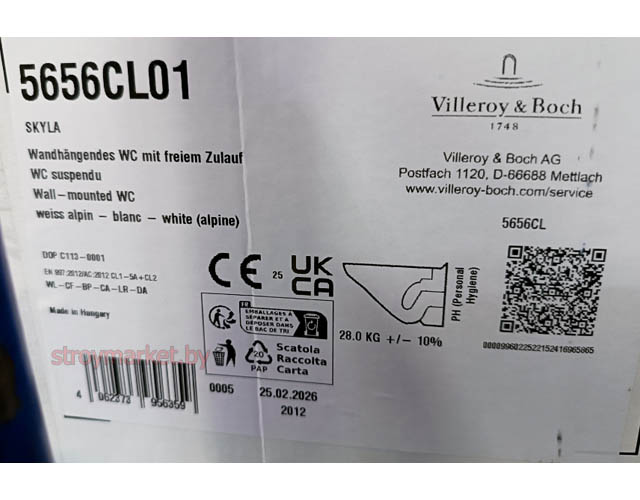 5656CL01
SKYLA
Wandhängendes WC mit freiem Zulauf
WC suspendu
Wall-mounted WC
weiss alpin - blanc - white (alpine)
Villeroy & Boch
1748
Villeroy & Boch AG
Postfach 1120, D-66688 Mettlach
www.villeroy-boch.com/service
5656CL
DOP C113-0001
EN 997:2012/AC:2012 CL1-5A+CL2
WL-CF-BP-CA-LR-DA
Made in Hungary
CE 25 UK CA
28.0 KG +/- 10%
PH (Personal
Hygiene)
0000996022522152416965865
FR
EMBALLAGES À
SÉPARER ET À
DÉPOSER DANS
LE BAC DE TRI
20
PAP
Scatola
Raccolta
Carta
stroymarket.by
4 062373 956359
0005 25.02.2026
2012